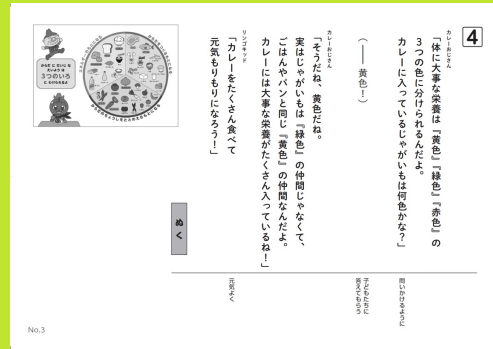 4
カレーおじさん
「体に大事な栄養は『黄色』『緑色』『赤色』の
3つの色に分けられるんだよ。
カレーに入っているじゃがいもは何色かな？」
問いかけるように
（―― 黄色！）
子どもたちに
答えてもらう
カレーおじさん
「そうだね、黄色だね。
実はじゃがいもは『緑色』の仲間じゃなくて、
ごはんやパンと同じ『黄色』の仲間なんだよ。
カレーには大事な栄養がたくさん入っているね！」
リンゴキッド
「カレーをたくさん食べて
元気もりもりになろう！」
元気よく
ぬく
3つのいろ
No.3